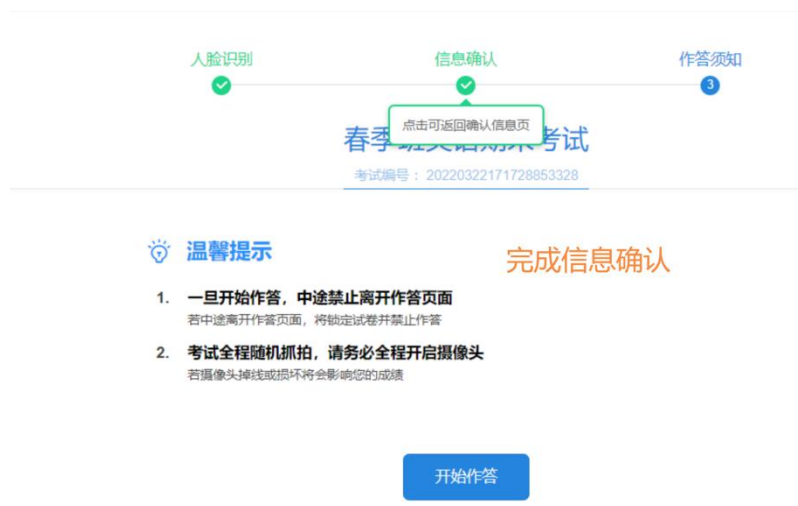 人脸识别
信息确认
作答须知
3
点击可返回确认信息页
考试编号： 20220322171728853328
温馨提示
完成信息确认
1. 一旦开始作答，中途禁止离开作答页面
若中途离开作答页面，将锁定试卷并禁止作答
2. 考试全程随机抓拍，请务必全程开启摄像头
若摄像头掉线或损坏将会影响您的成绩
开始作答